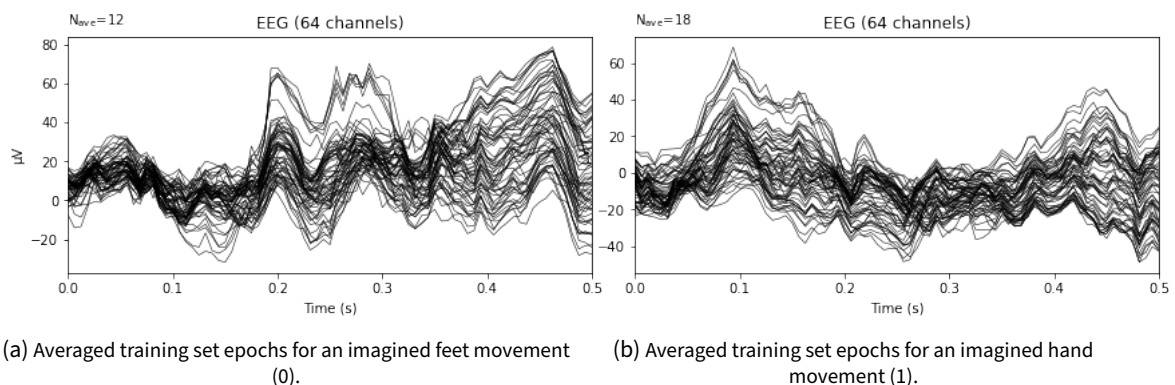 N_ave=12 EEG (64 channels)
80
60
40
20
0
−20
μV
0.0 0.1 0.2 0.3 0.4 0.5
Time (s)
(a) Averaged training set epochs for an imagined feet movement
(0).
N_ave=18 EEG (64 channels)
60
40
20
0
−20
−40
0.0 0.1 0.2 0.3 0.4 0.5
Time (s)
(b) Averaged training set epochs for an imagined hand
movement (1).